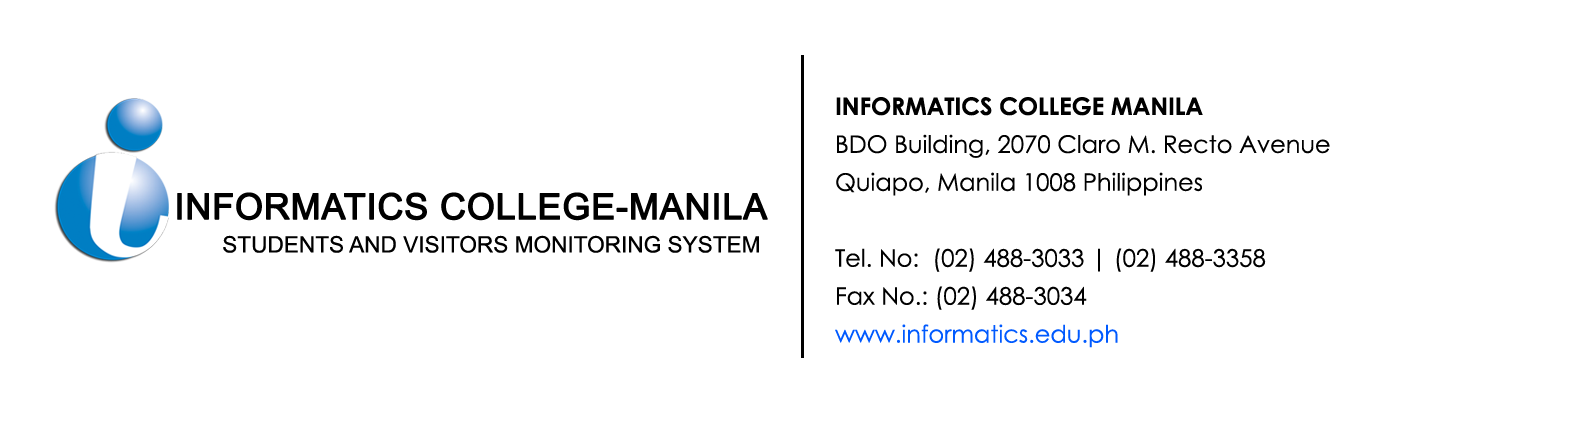 INFORMATICS COLLEGE-MANILA
STUDENTS AND VISITORS MONITORING SYSTEM
INFORMATICS COLLEGE MANILA
BDO Building, 2070 Claro M. Recto Avenue
Quiapo, Manila 1008 Philippines
Tel. No:  (02) 488-3033 | (02) 488-3358
Fax No.: (02) 488-3034
www.informatics.edu.ph